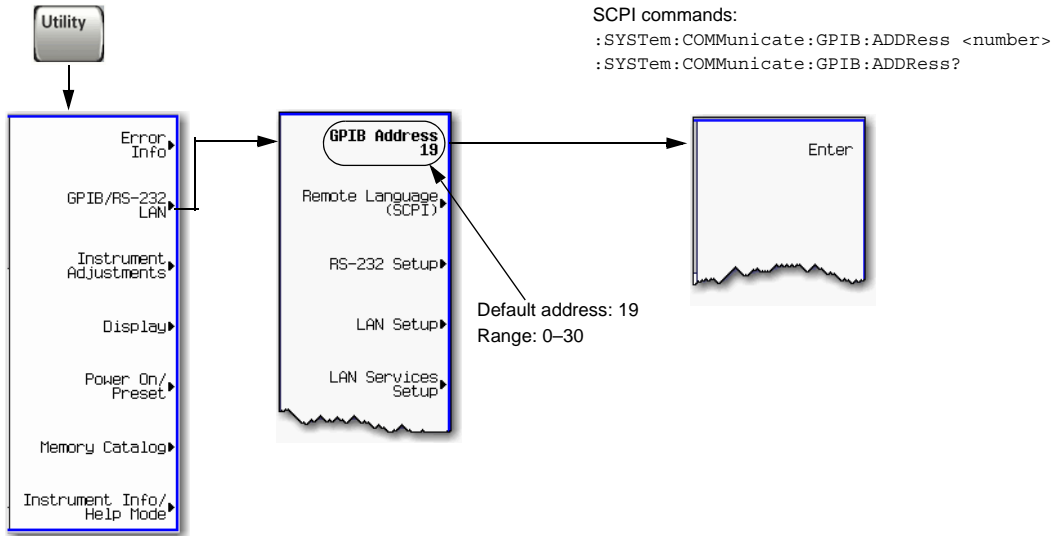 Utility
SCPI commands:
:SYSTem:COMMunicate:GPIB:ADDRess <number>
:SYSTem:COMMunicate:GPIB:ADDRess?
Error
Info
GPIB/RS-232
LAN
Instrument
Adjustments
Display
Power On/
Preset
Memory Catalog
Instrument Info/
Help Mode
GPIB Address
19
Remote Language
(SCPI)
RS-232 Setup
LAN Setup
LAN Services
Setup
Default address: 19
Range: 0–30
Enter